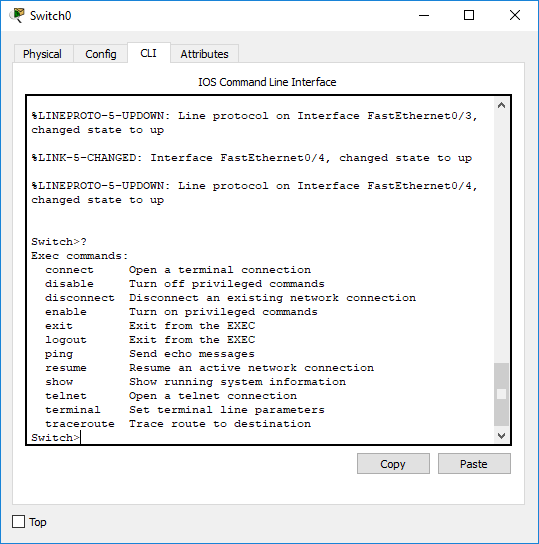 Switch0
Physical Config CLI Attributes
IOS Command Line Interface
%LINEPROTO-5-UPDOWN: Line protocol on Interface FastEthernet0/3,
changed state to up
%LINK-5-CHANGED: Interface FastEthernet0/4, changed state to up
%LINEPROTO-5-UPDOWN: Line protocol on Interface FastEthernet0/4,
changed state to up
Switch>?
Exec commands:
  connect     Open a terminal connection
  disable     Turn off privileged commands
  disconnect  Disconnect an existing network connection
  enable      Turn on privileged commands
  exit        Exit from the EXEC
  logout      Exit from the EXEC
  ping        Send echo messages
  resume      Resume an active network connection
  show        Show running system information
  telnet      Open a telnet connection
  terminal    Set terminal line parameters
  traceroute  Trace route to destination
Switch>
Copy Paste
Top